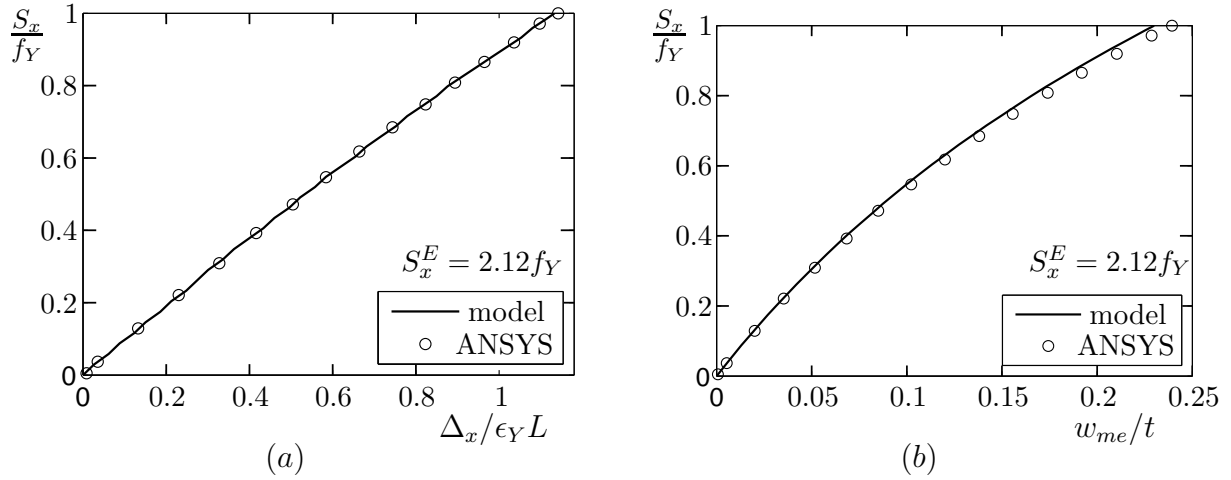 S_x/f_Y
1
0.8
0.6
0.4
0.2
0
0 0.2 0.4 0.6 0.8 1
Δ_x/ϵ_Y L
S_x^E = 2.12f_Y
model
ANSYS
(a)
S_x/f_Y
1
0.8
0.6
0.4
0.2
0
0 0.05 0.1 0.15 0.2 0.25
w_{me}/t
S_x^E = 2.12f_Y
model
ANSYS
(b)